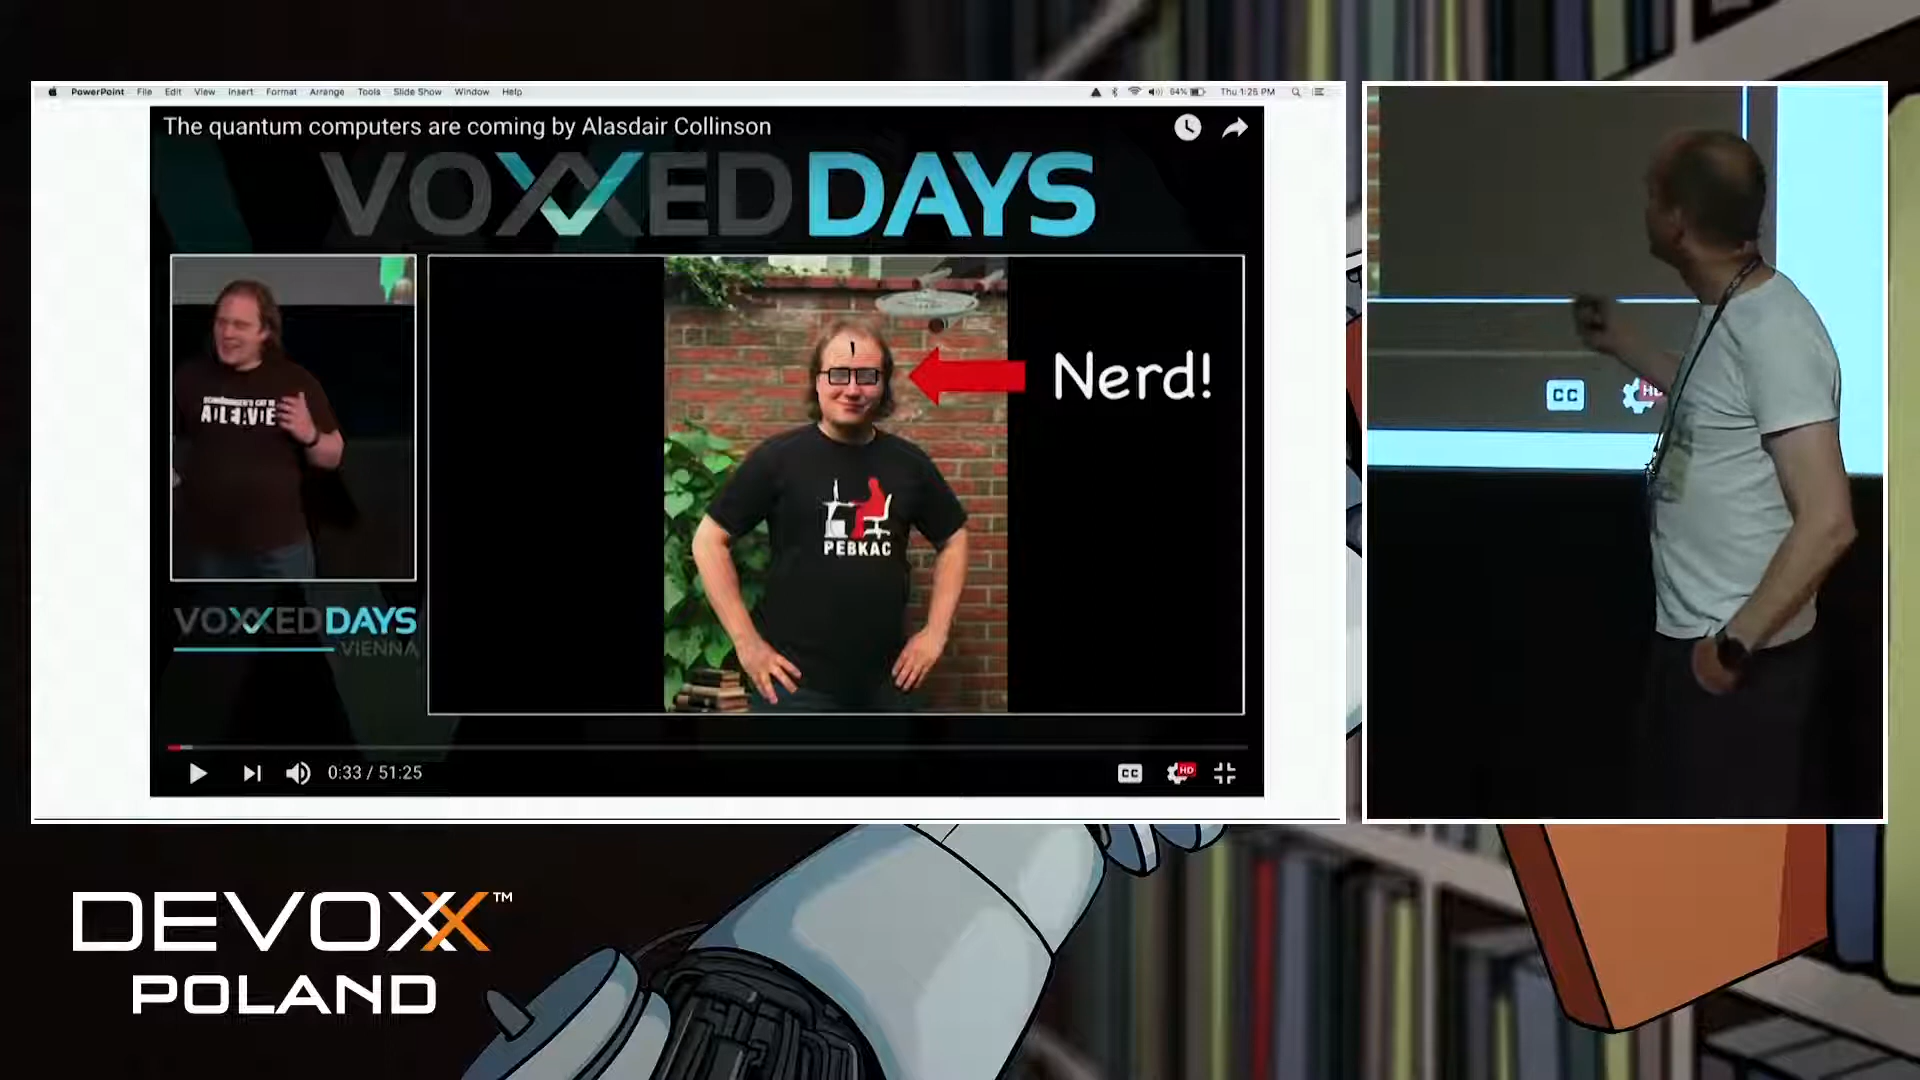 PowerPoint File Edit View Insert Format Arrange Tools Slide Show Window Help 64% Thu 1:25 PM
The quantum computers are coming by Alasdair Collinson
VOXXED DAYS
Nerd!
PEBKAC
VOXXED DAYS
VIENNA
0:33 / 51:25
CC
HD
CC
HD
DEVOXX™
POLAND